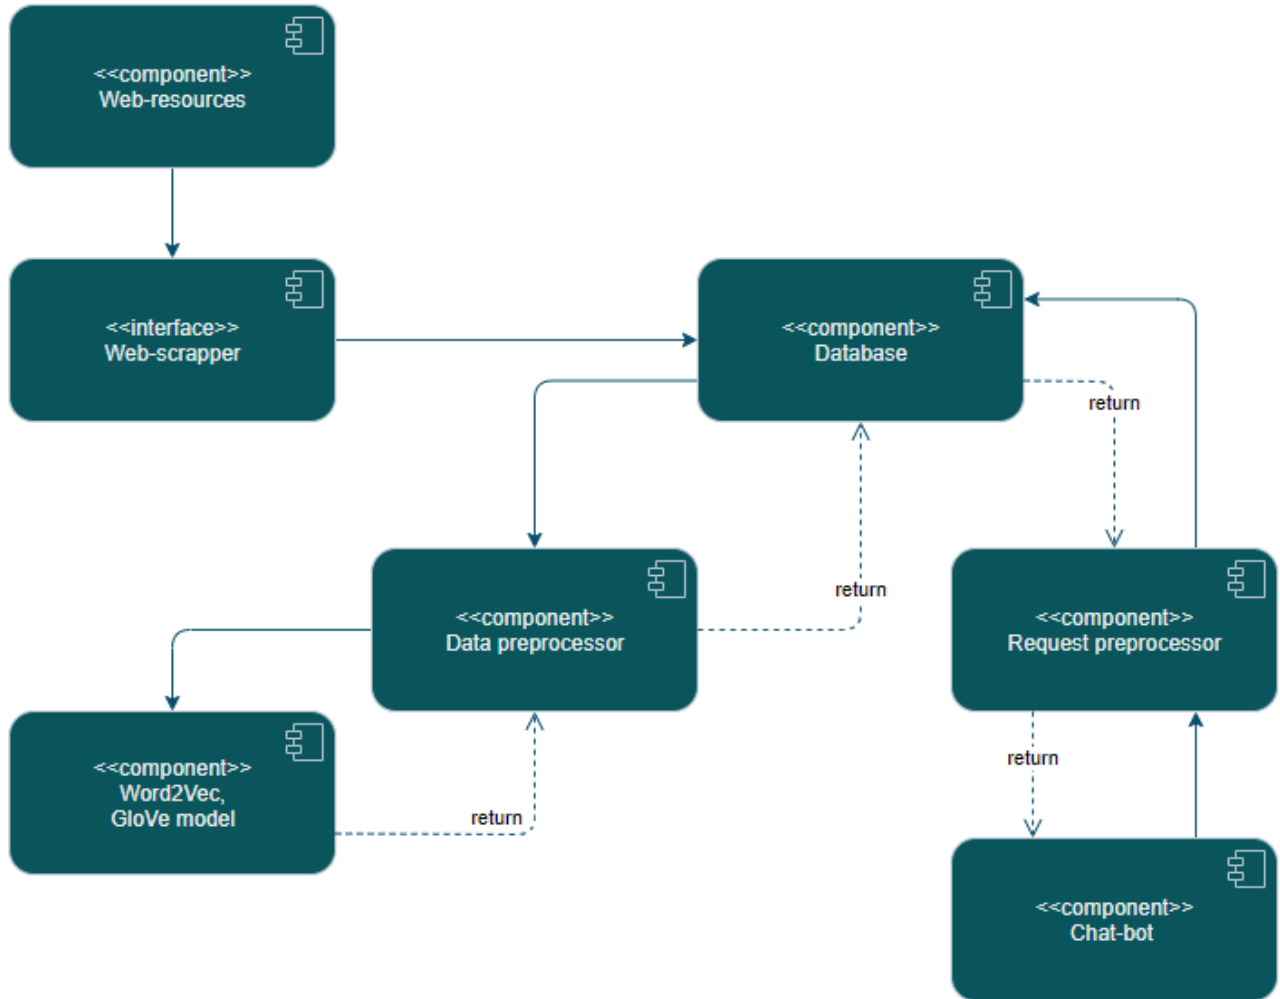 <<component>>
Web-resources
<<interface>>
Web-scrapper
<<component>>
Database
return
return
<<component>>
Data preprocessor
<<component>>
Request preprocessor
<<component>>
Word2Vec,
GloVe model
return
return
<<component>>
Chat-bot